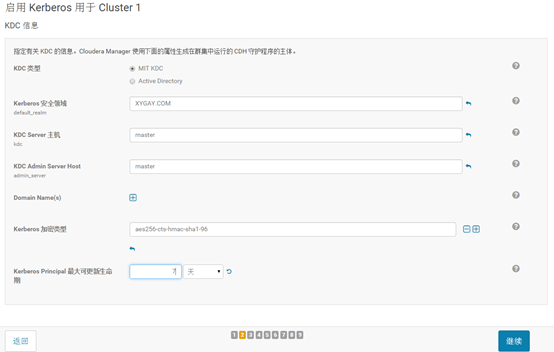 启用 Kerberos 用于 Cluster 1
KDC 信息
指定有关 KDC 的信息。Cloudera Manager 使用下面的属性生成在群集中运行的 CDH 守护程序的主体。
KDC 类型
MIT KDC
Active Directory
Kerberos 安全领域
default_realm
XYGAY.COM
KDC Server 主机
kdc
master
KDC Admin Server Host
admin_server
master
Domain Name(s)
Kerberos 加密类型
aes256-cts-hmac-sha1-96
Kerberos Principal 最大可更新生命
期
7 天
返回
1 2 3 4 5 6 7 8 9
继续